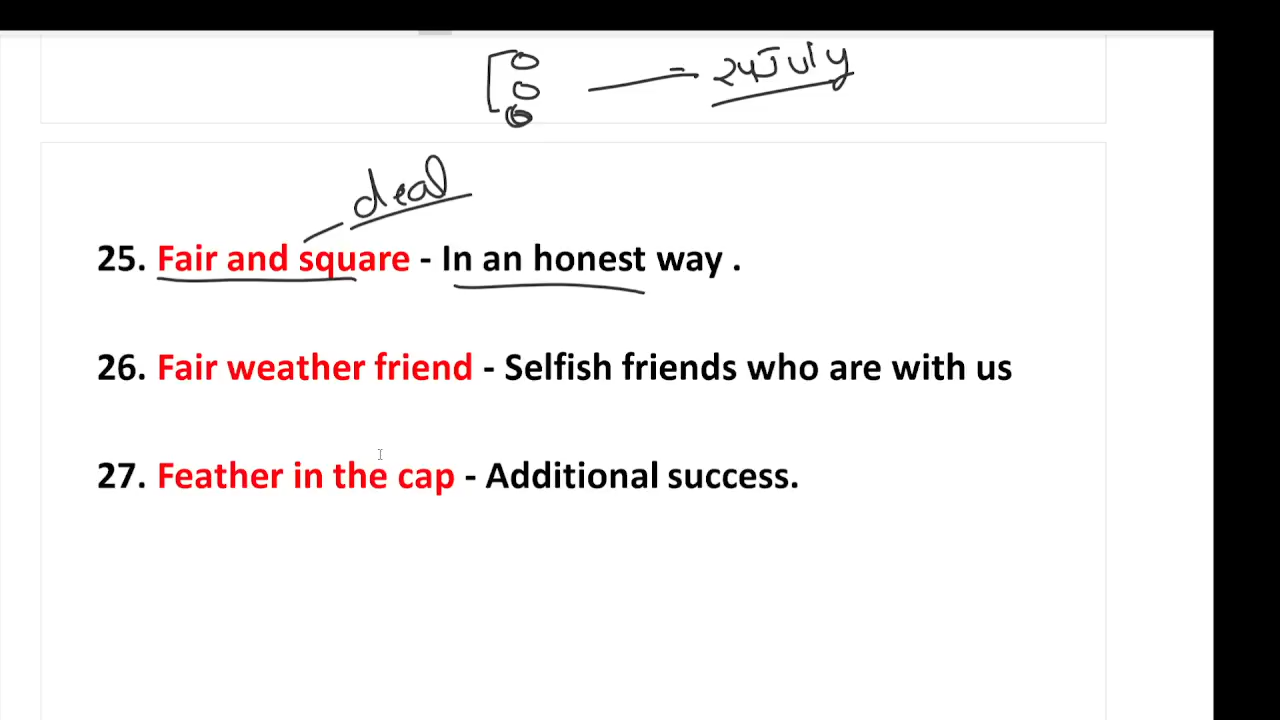 24 July
deal
25. Fair and square - In an honest way .
26. Fair weather friend - Selfish friends who are with us
27. Feather in the cap - Additional success.